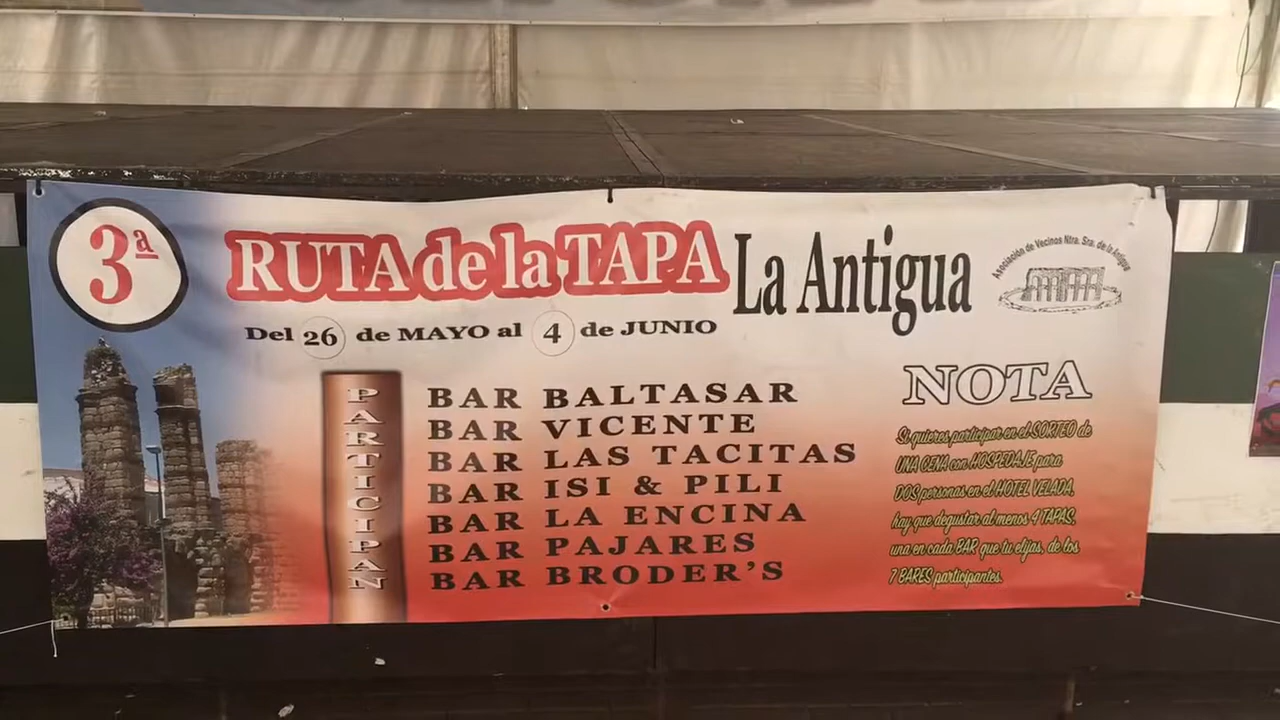 3ª
RUTA de la TAPA La Antigua
Asociación de Vecinos Ntra. Sra. de la Antigua
Del 26 de MAYO al 4 de JUNIO
PARTICIPAN
BAR BALTASAR
BAR VICENTE
BAR LAS TACITAS
BAR ISI & PILI
BAR LA ENCINA
BAR PAJARES
BAR BRODER'S
NOTA
Si quieres participar en el SORTEO de
UNA CENA con HOSPEDAJE para
DOS personas en el HOTEL VELADA,
hay que degustar al menos 4 TAPAS,
una en cada BAR que tu elijas, de los
7 BARES participantes.